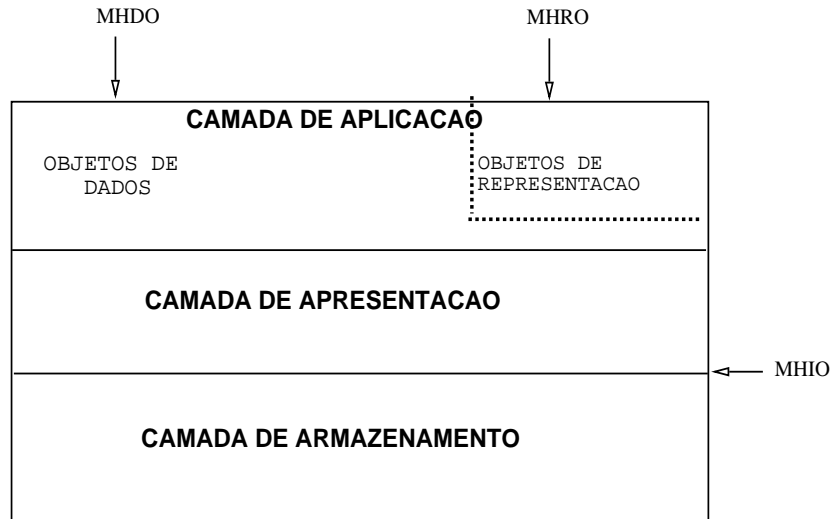 MHDO
MHRO
CAMADA DE APLICACAO
OBJETOS DE
DADOS
OBJETOS DE
REPRESENTACAO
CAMADA DE APRESENTACAO
MHIO
CAMADA DE ARMAZENAMENTO